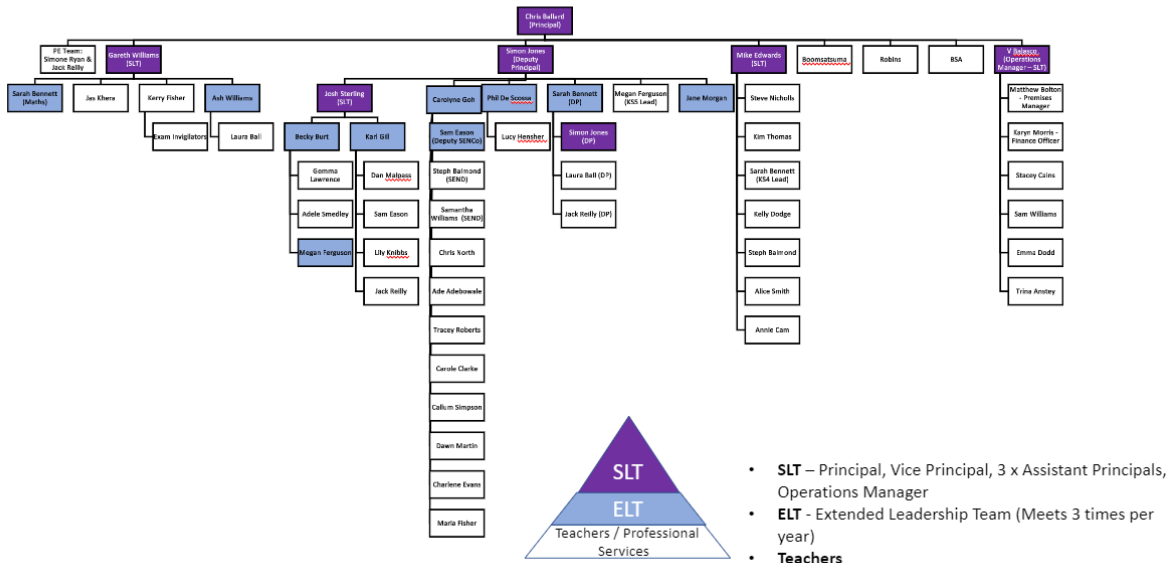 Chris Ballard
(Principal)
PE Team:
Simone Ryan &
Jack Reilly
Gareth Williams
(SLT)
Simon Jones
(Deputy
Principal)
Mike Edwards
(SLT)
Boomsatsuma
Robins
BSA
V Balasco
(Operations
Manager – SLT)
Sarah Bennett
(Maths)
Jas Khera
Kerry Fisher
Ash Williams
Josh Sterling
(SLT)
Carolyne Goh
Phil De Scossa
Sarah Bennett
(DP)
Megan Ferguson
(KS5 Lead)
Jane Morgan
Steve Nicholls
Matthew Bolton
- Premises
Manager
Exam Invigilators
Laura Ball
Becky Burt
Karl Gill
Sam Eason
(Deputy SENCo)
Lucy Hensher
Simon Jones
(DP)
Kim Thomas
Karyn Morris -
Finance Officer
Gemma
Lawrence
Dan Malpass
Steph Balmond
(SEND)
Laura Ball (DP)
Sarah Bennett
(KS4 Lead)
Stacey Cains
Adele Smedley
Sam Eason
Samantha
Williams (SEND)
Jack Reilly (DP)
Kelly Dodge
Sam Williams
Megan Ferguson
Lily Knibbs
Chris North
Steph Balmond
Emma Dodd
Jack Reilly
Ade Adebowale
Alice Smith
Trina Anstey
Tracey Roberts
Annie Cam
Carole Clarke
Callum Simpson
Dawn Martin
Charlene Evans
Maria Fisher
SLT
ELT
Teachers / Professional
Services
• SLT – Principal, Vice Principal, 3 x Assistant Principals,
Operations Manager
• ELT - Extended Leadership Team (Meets 3 times per
year)
• Teachers